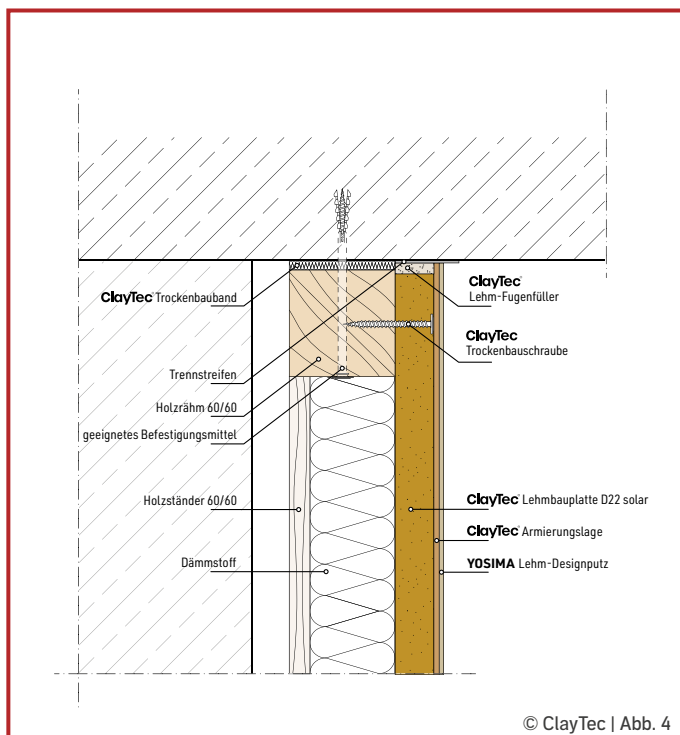 ClayTec® Trockenbauband
Trennstreifen
Holzrähm 60/60
geeignetes Befestigungsmittel
Holzständer 60/60
Dämmstoff
ClayTec®
Lehm-Fugenfüller
ClayTec
Trockenbauschraube
ClayTec® Lehmbauplatte D22 solar
ClayTec® Armierungslage
YOSIMA Lehm-Designputz
© ClayTec | Abb. 4